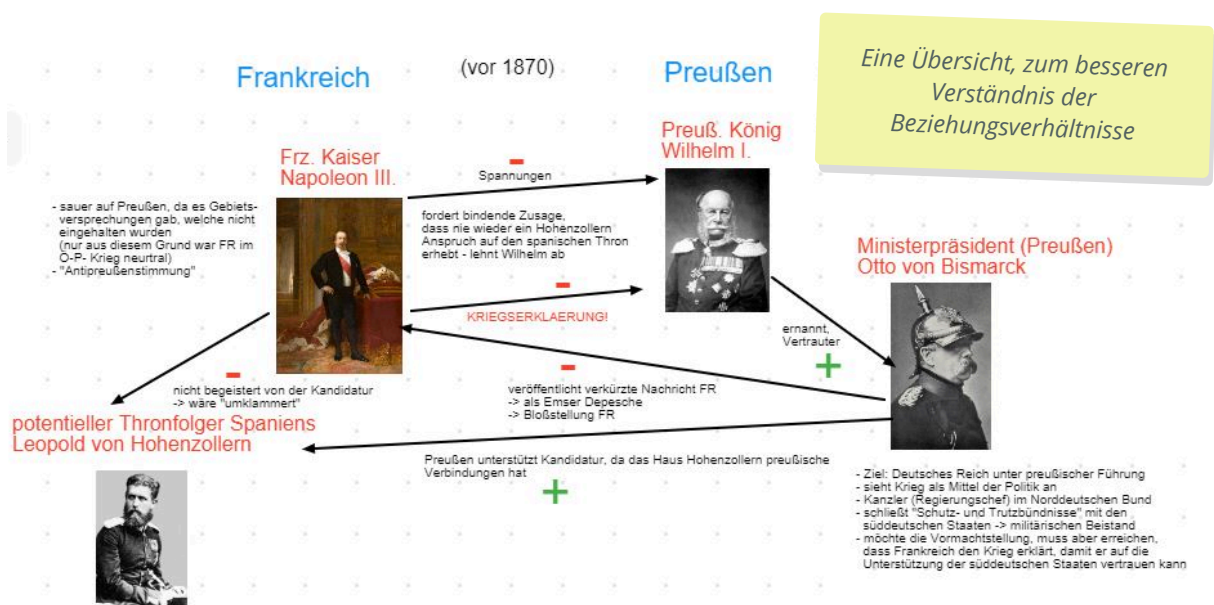 Frankreich
(vor 1870)
Preußen
Eine Übersicht, zum besseren
Verständnis der
Beziehungsverhältnisse
Frz. Kaiser
Napoleon III.
Preuß. König
Wilhelm I.
Spannungen
- sauer auf Preußen, da es Gebiets-
versprechungen gab, welche nicht
eingehalten wurden
(nur aus diesem Grund war FR im
Ö-P- Krieg neurtral)
- "Antipreußenstimmung"
fordert bindende Zusage,
dass nie wieder ein Hohenzollern
Anspruch auf den spanischen Thron
erhebt - lehnt Wilhelm ab
KRIEGSERKLAERUNG!
Ministerpräsident (Preußen)
Otto von Bismarck
ernannt,
Vertrauter
nicht begeistert von der Kandidatur
-> wäre "umklammert"
veröffentlicht verkürzte Nachricht FR
-> als Emser Depesche
-> Bloßstellung FR
potentieller Thronfolger Spaniens
Leopold von Hohenzollern
Preußen unterstützt Kandidatur, da das Haus Hohenzollern preußische
Verbindungen hat
- Ziel: Deutsches Reich unter preußischer Führung
- sieht Krieg als Mittel der Politik an
- Kanzler (Regierungschef) im Norddeutschen Bund
- schließt "Schutz- und Trutzbündnisse" mit den
süddeutschen Staaten -> militärischen Beistand
- möchte die Vormachtstellung, muss aber erreichen,
dass Frankreich den Krieg erklärt, damit er auf die
Unterstützung der süddeutschen Staaten vertrauen kann